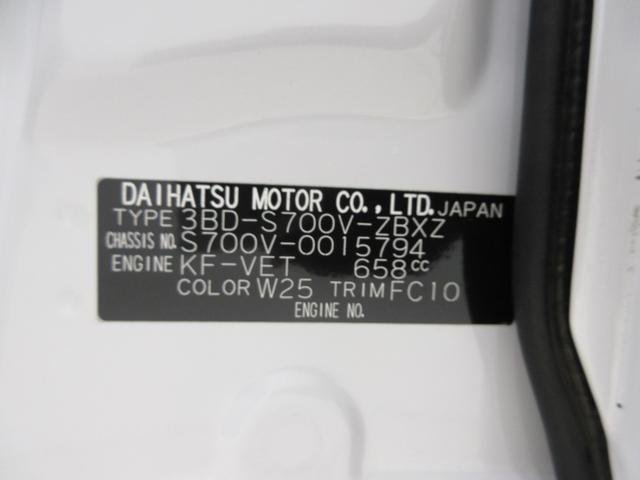 DAIHATSU MOTOR CO.,LTD. JAPAN
TYPE 3BD-S700V-ZBXZ
CHASSIS NO. S700V-0015794
ENGINE KF-VET 658cc
COLOR W25 TRIM FC10
ENGINE NO.